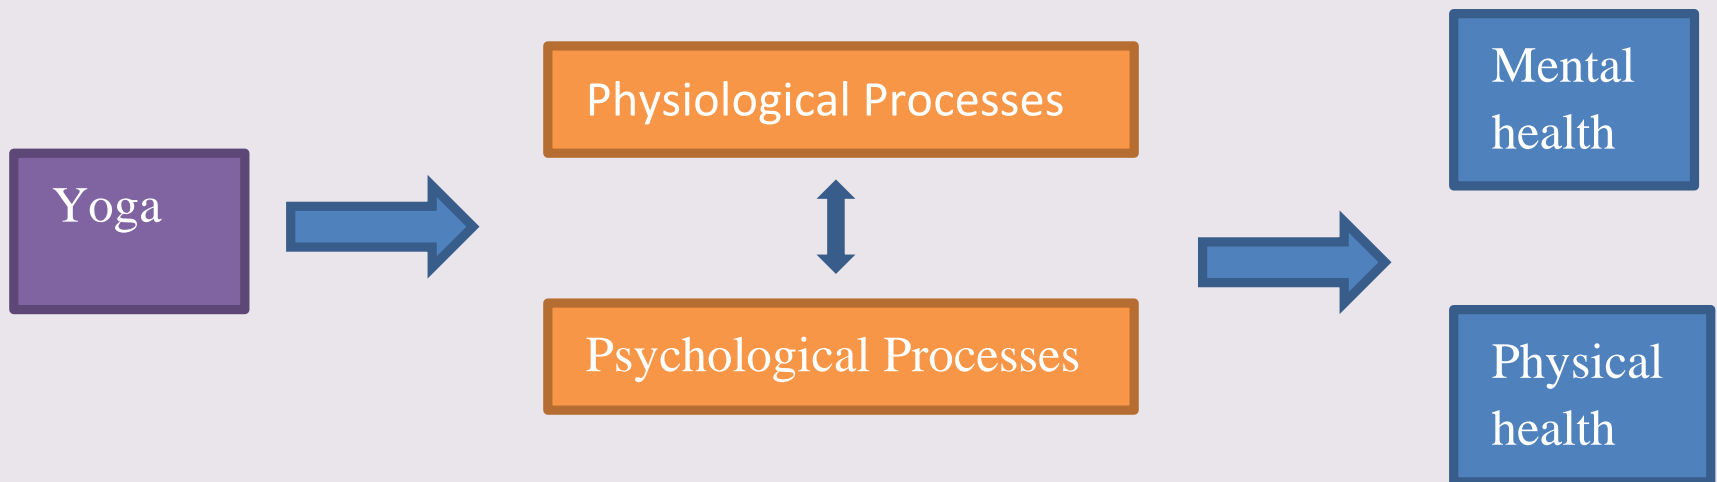 Yoga
Physiological Processes
Psychological Processes
Mental
health
Physical
health